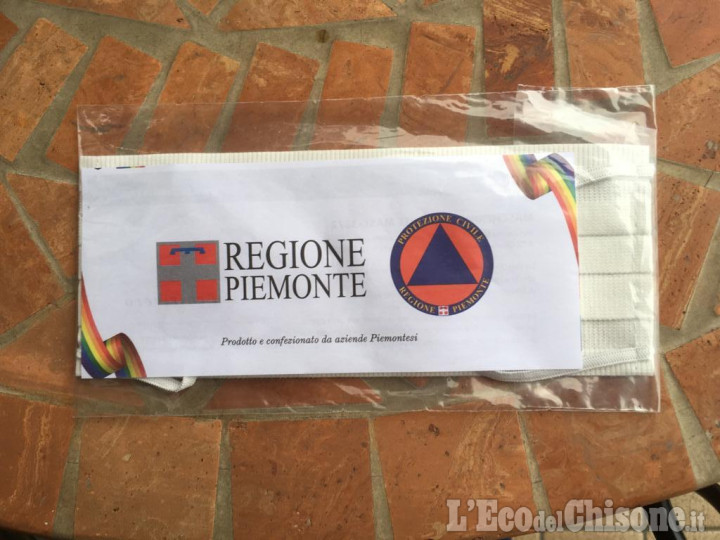 REGIONE
PIEMONTE
PROTEZIONE CIVILE
REGIONE PIEMONTE
Prodotto e confezionato da aziende Piemontesi
L'Eco del Chisone.it